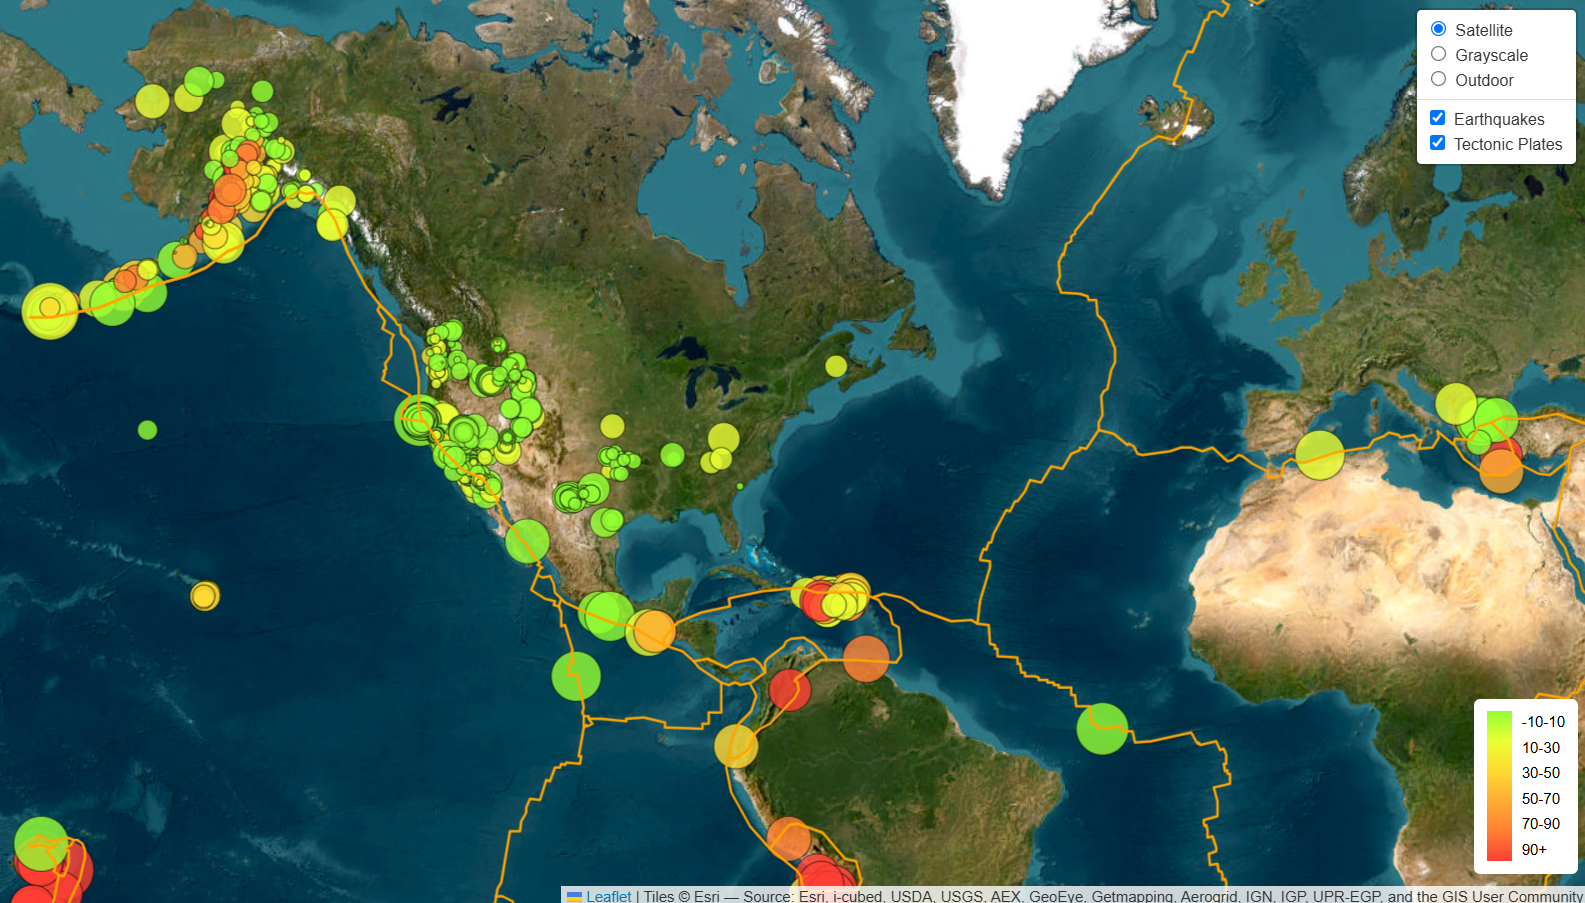 Satellite
Grayscale
Outdoor
Earthquakes
Tectonic Plates
-10-10
10-30
30-50
50-70
70-90
90+
Leaflet | Tiles © Esri — Source: Esri, i-cubed, USDA, USGS, AEX, GeoEye, Getmapping, Aerogrid, IGN, IGP, UPR-EGP, and the GIS User Community